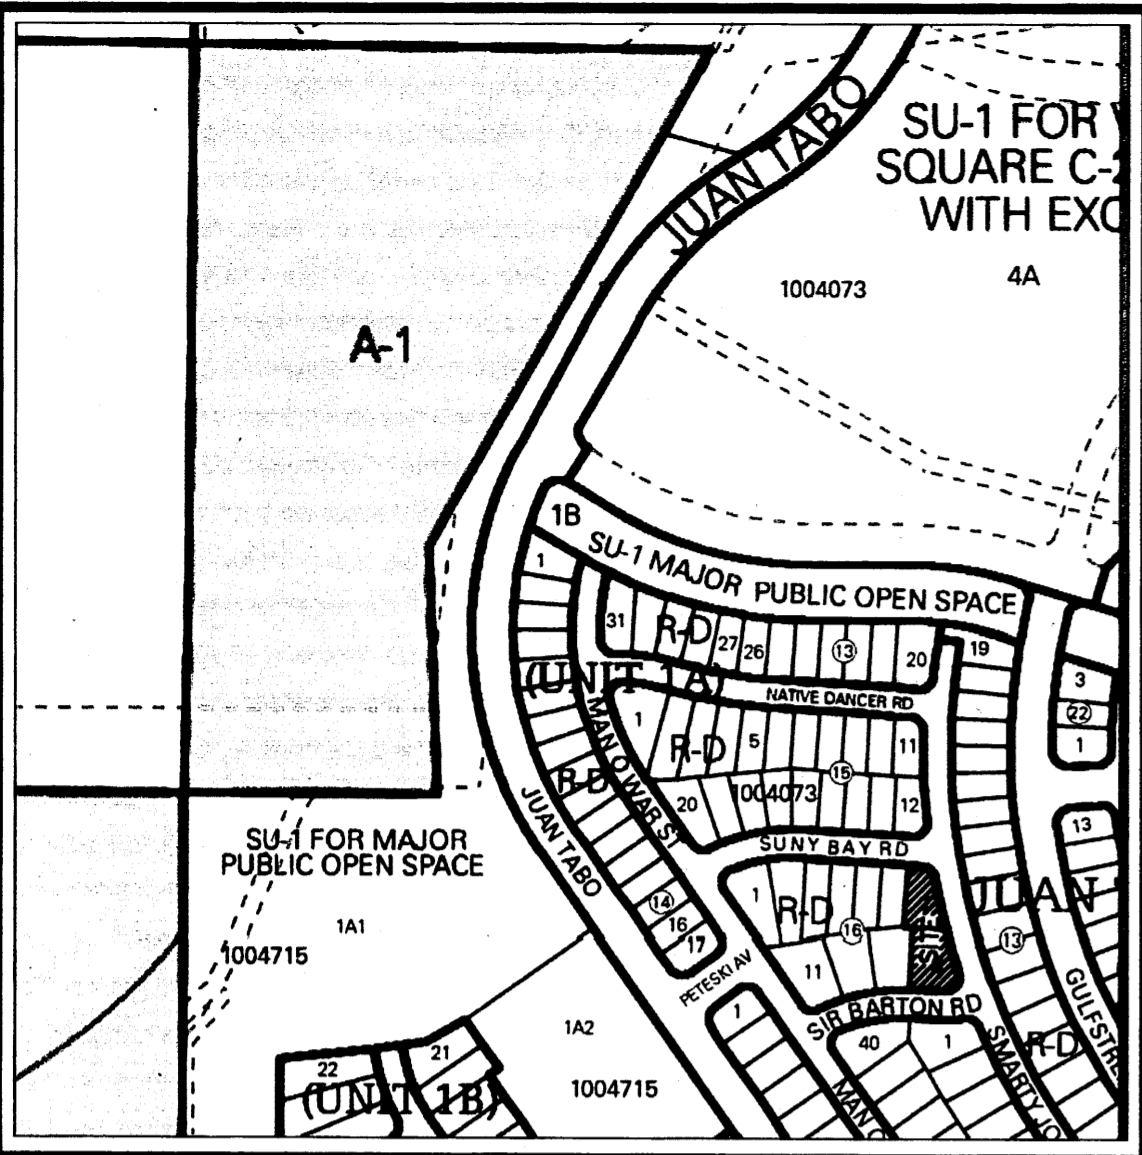 JUAN TABO
SU-1 FOR
SQUARE C-2
WITH EXC
1004073
4A
A-1
1B
SU-1 MAJOR PUBLIC OPEN SPACE
1
31
R-D
27
26
13
20
19
3
22
1
(UNIT 1A)
NATIVE DANCER RD
MAN O WAR ST
1
R-D
5
11
15
R-D
20
1004073
12
13
JUAN TABO
SUNY BAY RD
SU-1 FOR MAJOR
PUBLIC OPEN SPACE
1A1
1004715
1
R-D
16
SITE
JUAN
14
16
17
13
11
PETESKI AV
SIR BARTON RD
GULFSTRE
1
1A2
40
1
SMARTY JO
R-D
22
21
(UNIT 1B)
1004715
MAN O